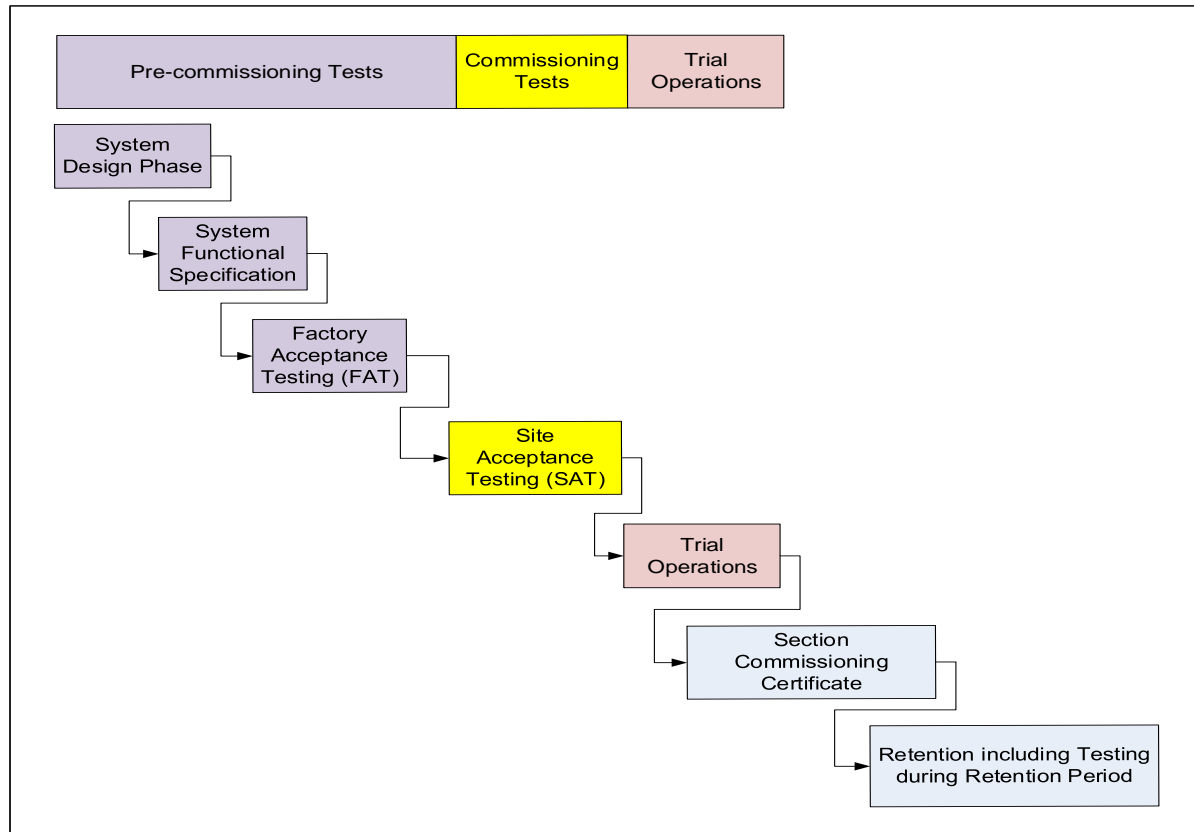 Pre-commissioning Tests
Commissioning
Tests
Trial
Operations
System
Design Phase
System
Functional
Specification
Factory
Acceptance
Testing (FAT)
Site
Acceptance
Testing (SAT)
Trial
Operations
Section
Commissioning
Certificate
Retention including Testing
during Retention Period